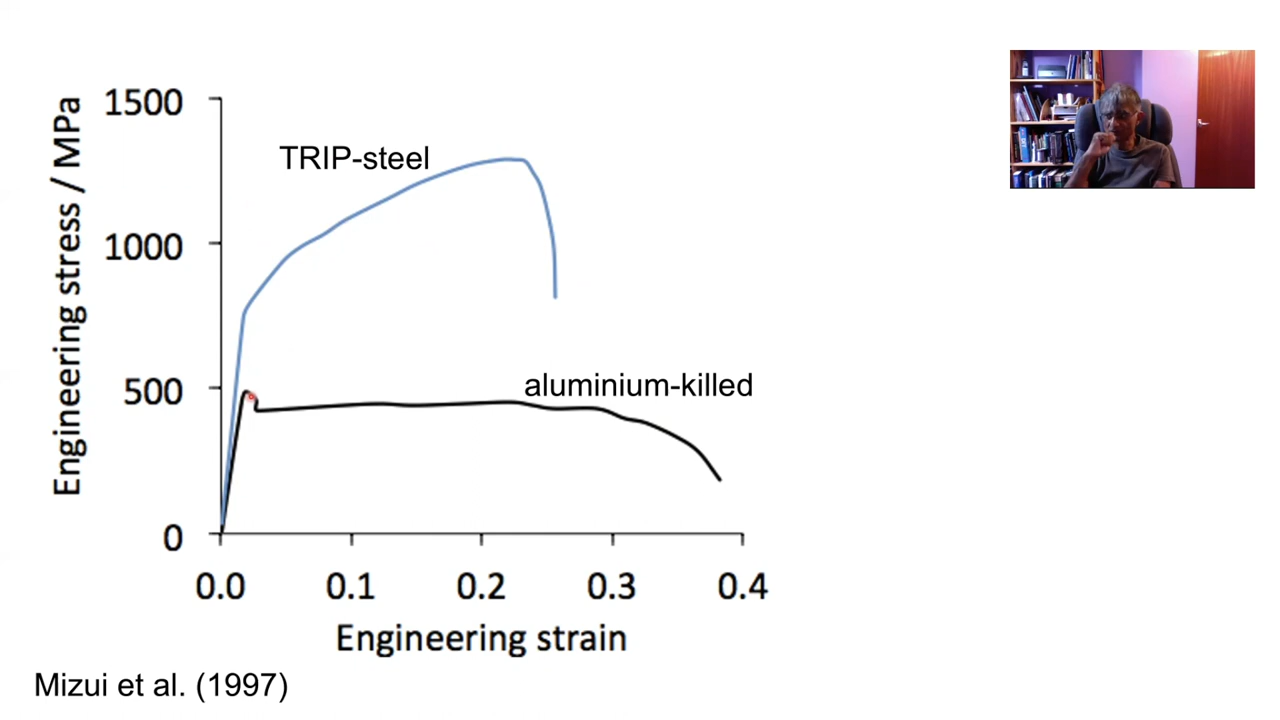 Engineering stress / MPa
1500
1000
500
0
TRIP-steel
aluminium-killed
0.0 0.1 0.2 0.3 0.4
Engineering strain
Mizui et al. (1997)